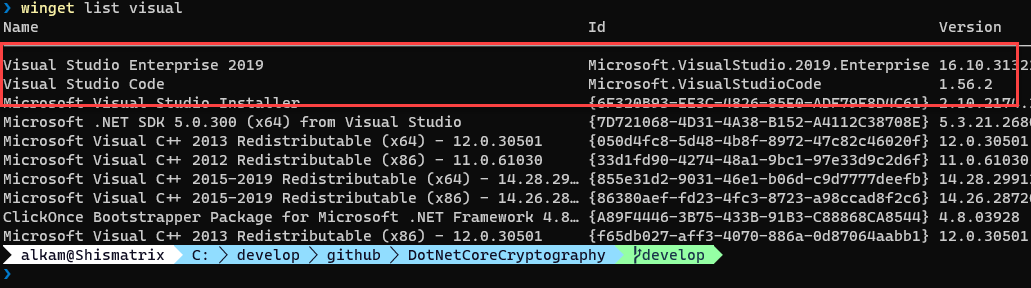 ❯ winget list visual
Name Id Version
Visual Studio Enterprise 2019 Microsoft.VisualStudio.2019.Enterprise 16.10.3132
Visual Studio Code Microsoft.VisualStudioCode 1.56.2
Microsoft Visual Studio Installer {6F320B93-EE3C-4826-85E0-ADF79F8D4C61} 2.10.2174.
Microsoft .NET SDK 5.0.300 (x64) from Visual Studio {7D721068-4D31-4A38-B152-A4112C38708E} 5.3.21.2680
Microsoft Visual C++ 2013 Redistributable (x64) - 12.0.30501 {050d4fc8-5d48-4b8f-8972-47c82c46020f} 12.0.30501
Microsoft Visual C++ 2012 Redistributable (x86) - 11.0.61030 {33d1fd90-4274-48a1-9bc1-97e33d9c2d6f} 11.0.61030
Microsoft Visual C++ 2015-2019 Redistributable (x64) - 14.28.29… {855e31d2-9031-46e1-b06d-c9d7777deefb} 14.28.2991
Microsoft Visual C++ 2015-2019 Redistributable (x86) - 14.26.28… {86380aef-fd23-4fc3-8723-a98ccad8f2c6} 14.26.2872
ClickOnce Bootstrapper Package for Microsoft .NET Framework 4.8… {A89F4446-3B75-433B-91B3-C88868CA8544} 4.8.03928
Microsoft Visual C++ 2013 Redistributable (x86) - 12.0.30501 {f65db027-aff3-4070-886a-0d87064aabb1} 12.0.30501
alkam@Shismatrix C: develop github DotNetCoreCryptography develop
❯